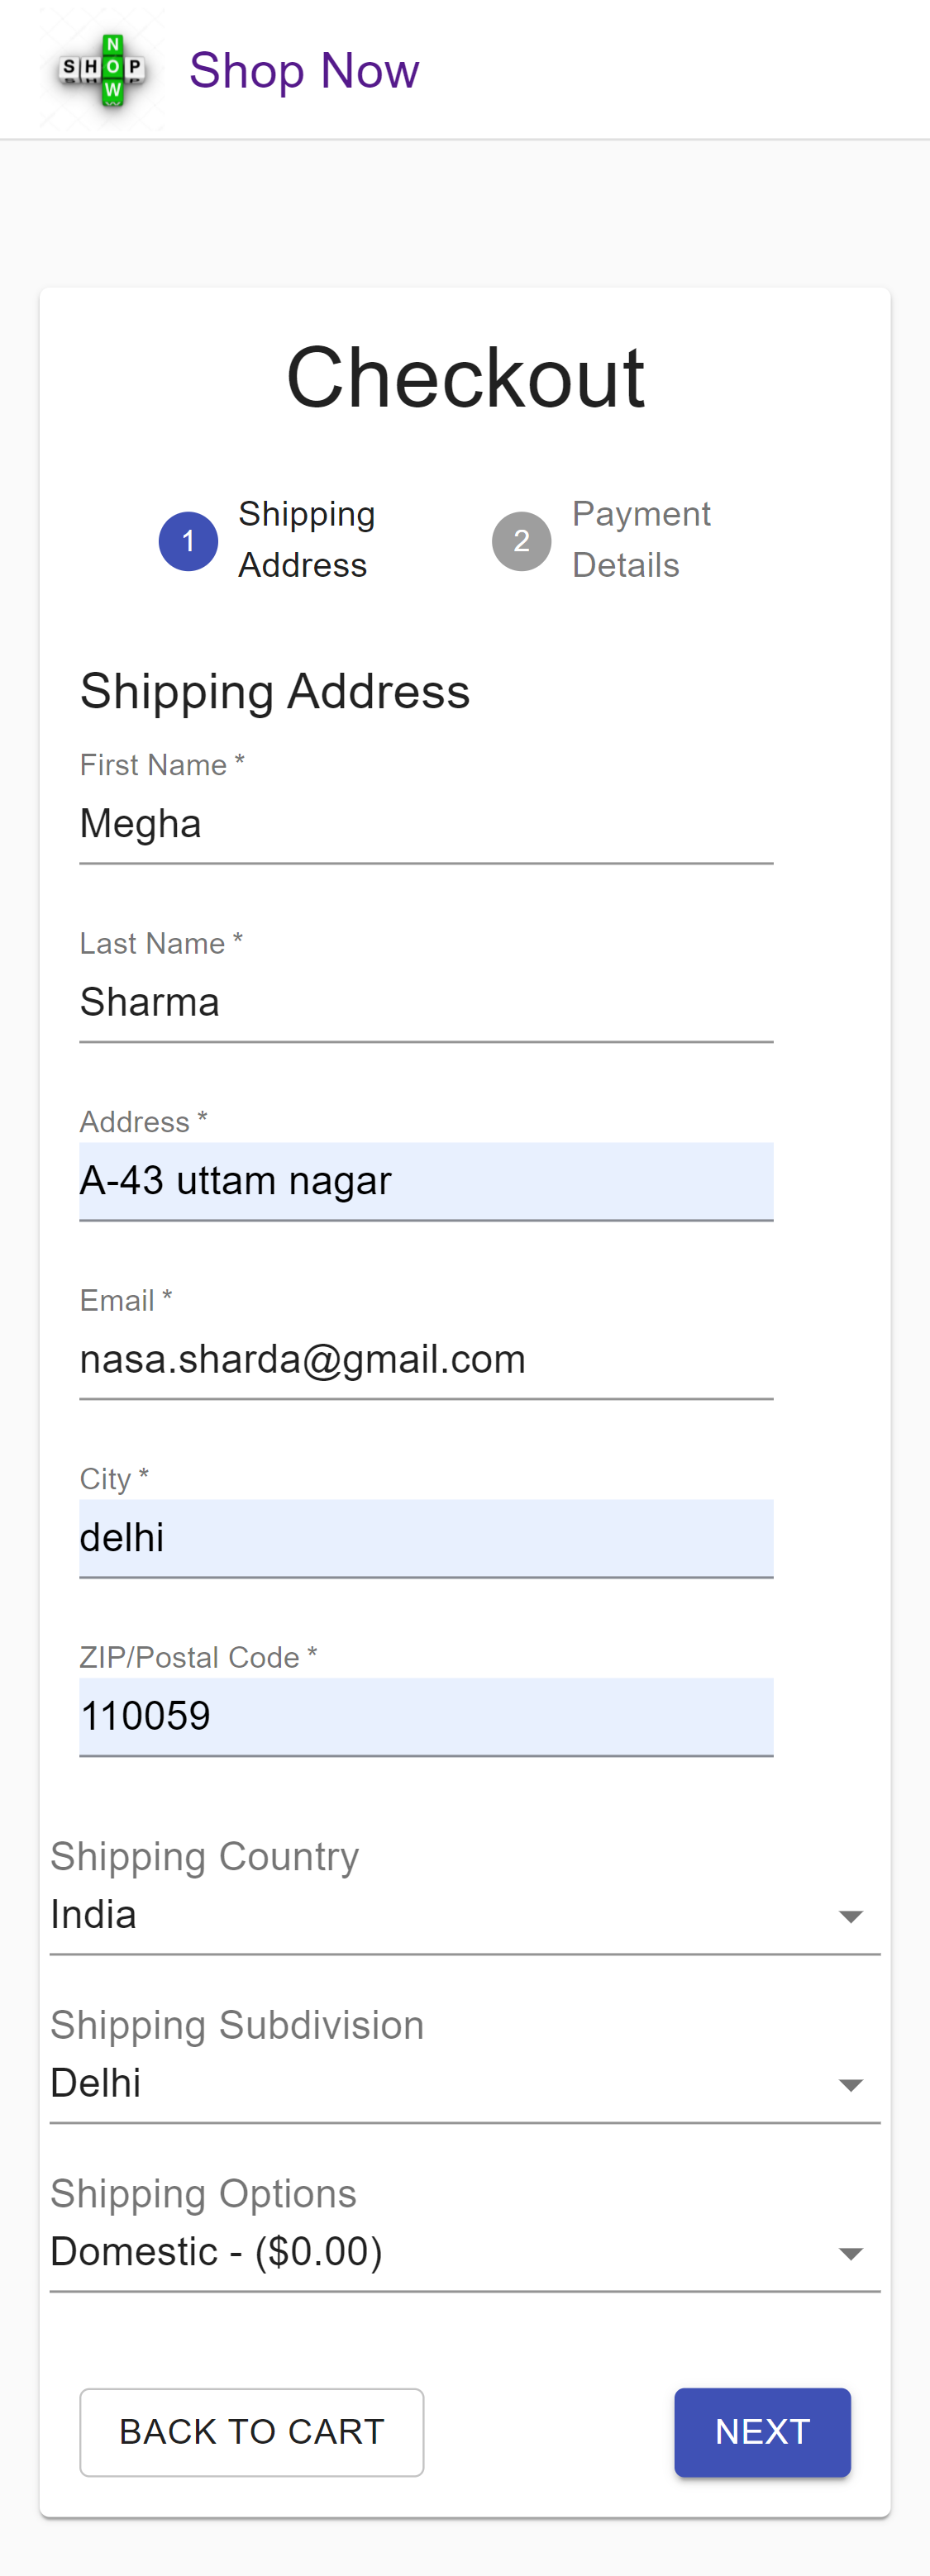 N
SHOP
W
Shop Now
Checkout
1 Shipping Address
2 Payment Details
Shipping Address
First Name *
Megha
Last Name *
Sharma
Address *
A-43 uttam nagar
Email *
nasa.sharda@gmail.com
City *
delhi
ZIP/Postal Code *
110059
Shipping Country
India
Shipping Subdivision
Delhi
Shipping Options
Domestic - ($0.00)
BACK TO CART
NEXT